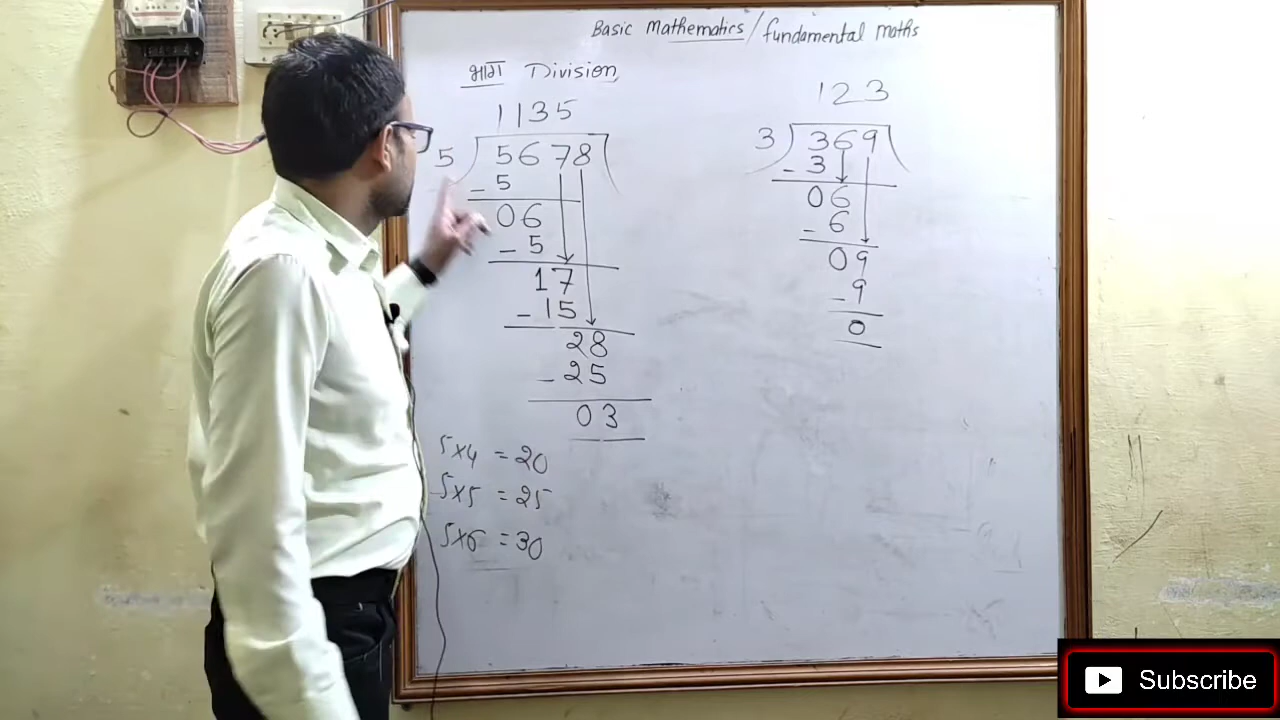 Basic Mathematics/fundamental maths
भाग Division
1135
5) 5678 (
- 5
06
- 5
17
- 15
28
- 25
03
5x4 = 20
5x5 = 25
5x6 = 30
123
3) 369 (
- 3
06
- 6
09
- 9
0
Subscribe